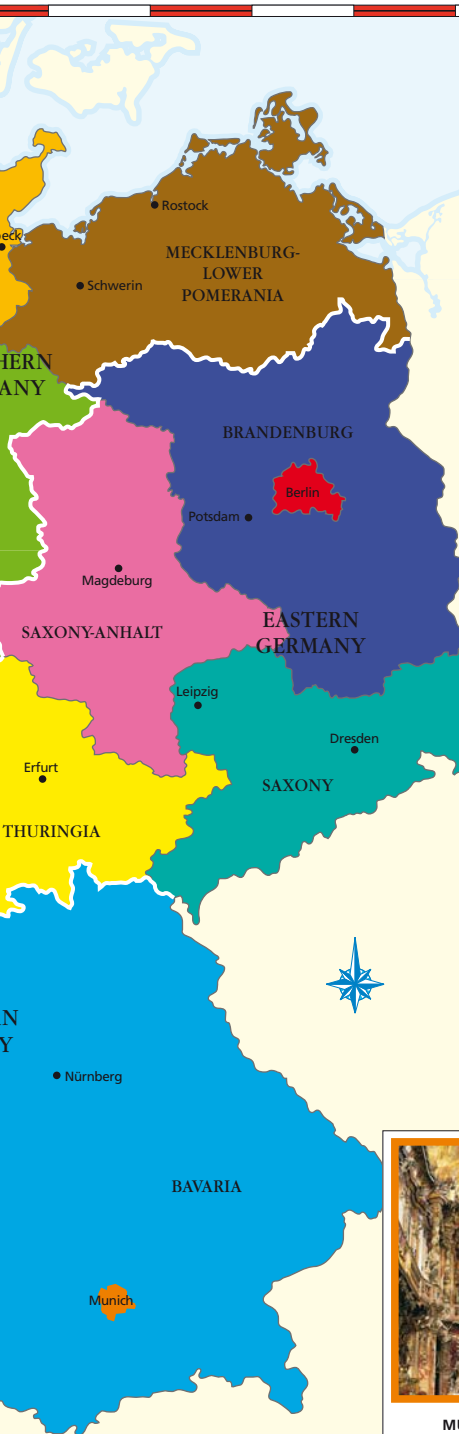 Rostock
MECKLENBURG-
LOWER
POMERANIA
Schwerin
BRANDENBURG
Berlin
Potsdam
Magdeburg
EASTERN
GERMANY
SAXONY-ANHALT
Leipzig
Dresden
Erfurt
SAXONY
THURINGIA
Nürnberg
BAVARIA
Munich